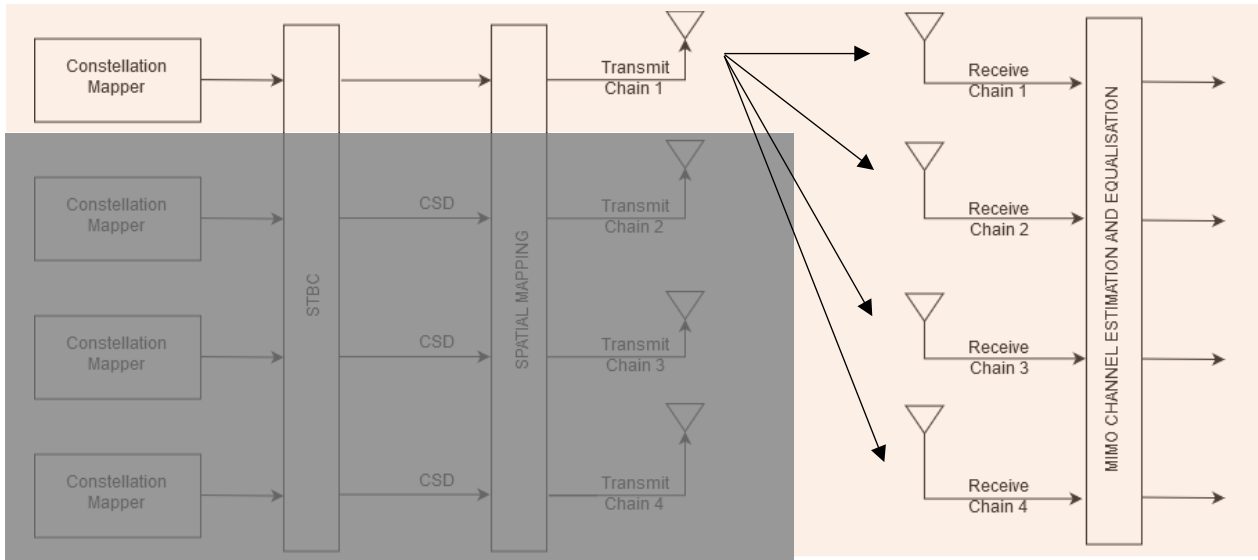 Constellation
Mapper
Transmit
Chain 1
Receive
Chain 1
Constellation
Mapper
CSD
Transmit
Chain 2
Receive
Chain 2
STBC
SPATIAL MAPPING
MIMO CHANNEL ESTIMATION AND EQUALISATION
Constellation
Mapper
CSD
Transmit
Chain 3
Receive
Chain 3
Constellation
Mapper
CSD
Transmit
Chain 4
Receive
Chain 4